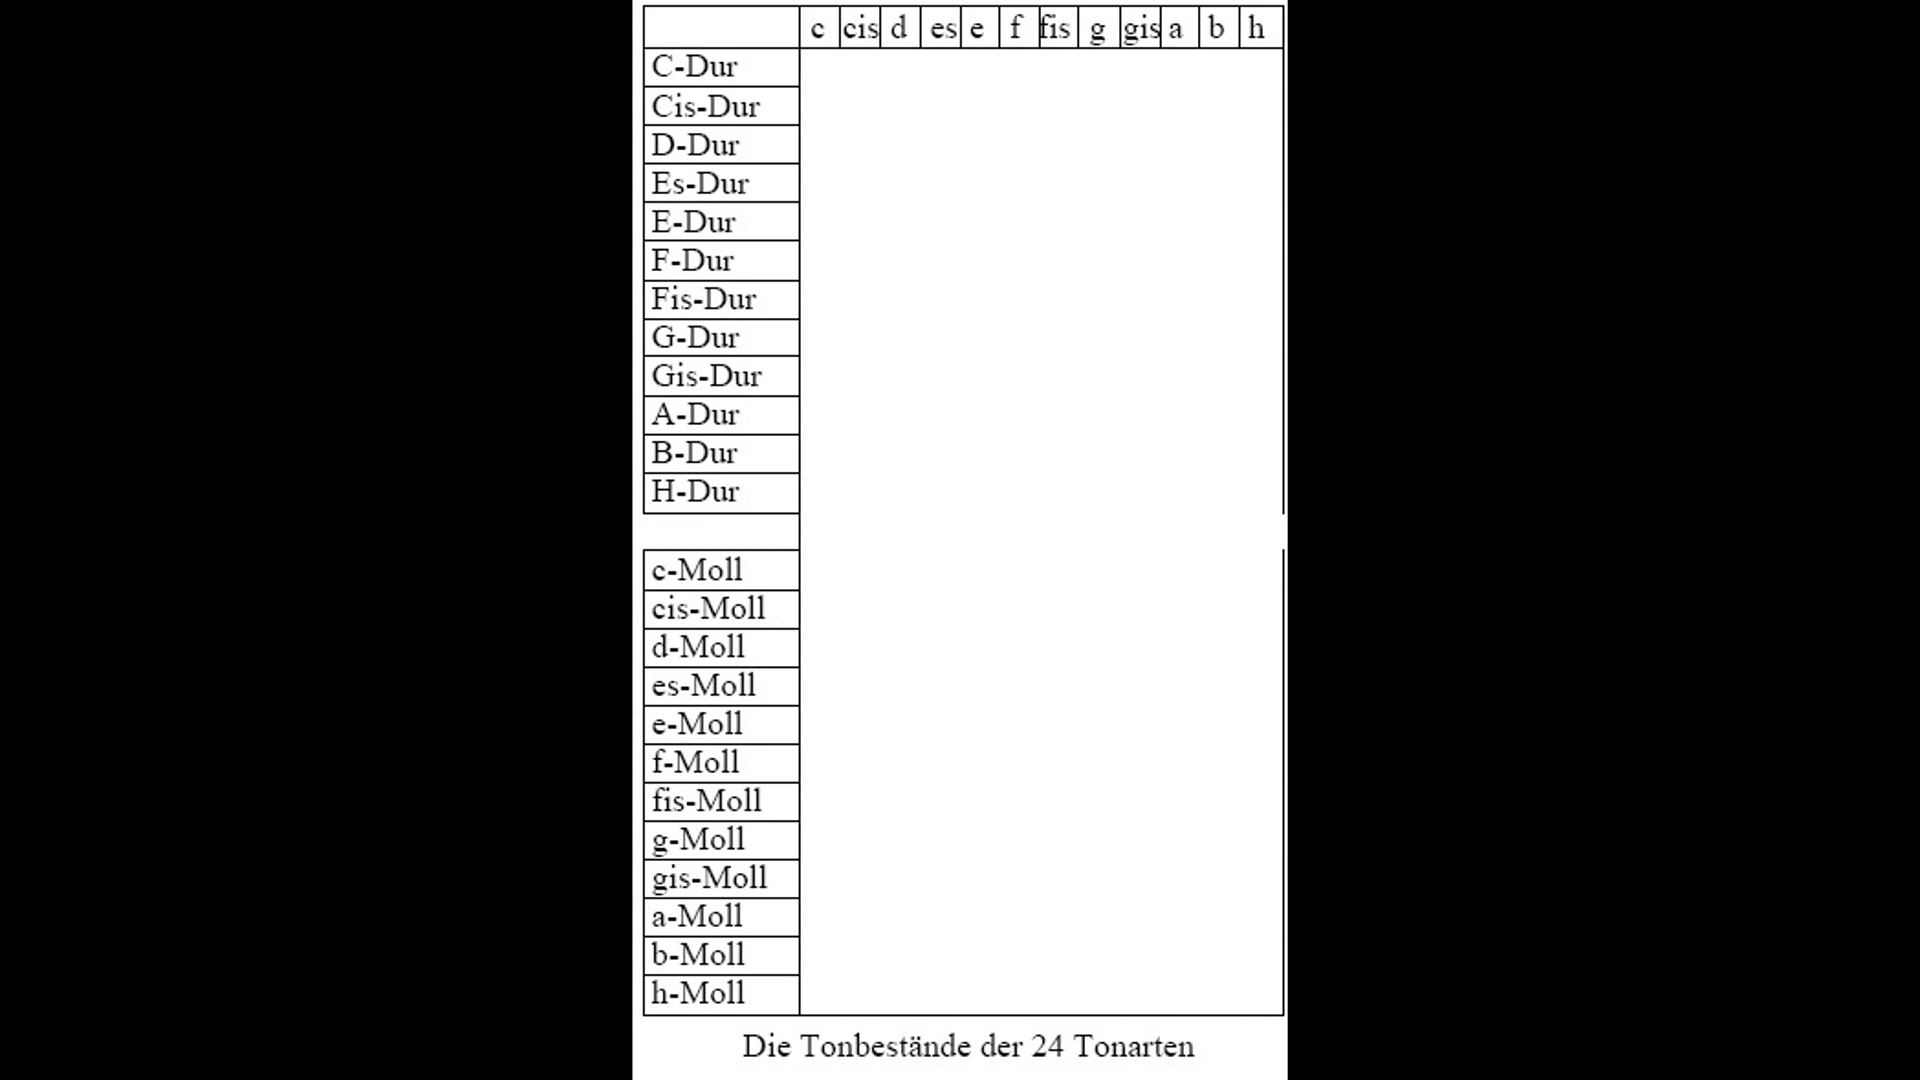 c cis d es e f fis g gis a b h
C-Dur
Cis-Dur
D-Dur
Es-Dur
E-Dur
F-Dur
Fis-Dur
G-Dur
Gis-Dur
A-Dur
B-Dur
H-Dur
c-Moll
cis-Moll
d-Moll
es-Moll
e-Moll
f-Moll
fis-Moll
g-Moll
gis-Moll
a-Moll
b-Moll
h-Moll
Die Tonbestände der 24 Tonarten